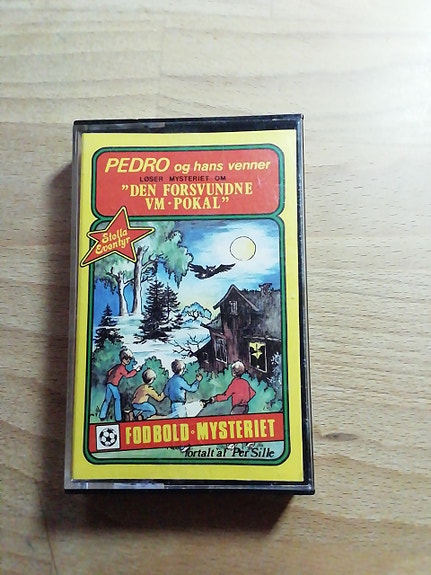 PEDRO og hans venner
LØSER MYSTERIET OM
"DEN FORSVUNDNE
VM-POKAL"
Stella
Eventyr
FODBOLD-MYSTERIET
fortalt af Per Sille